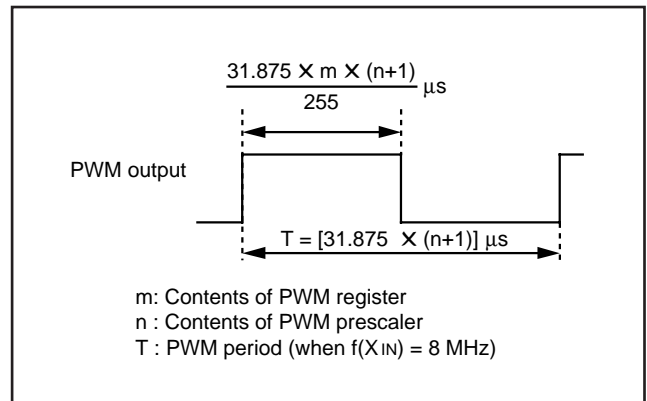 31.875 X m X (n+1)
255
μs
PWM output
T = [31.875 X (n+1)] μs
m: Contents of PWM register
n : Contents of PWM prescaler
T : PWM period (when f(XIN) = 8 MHz)